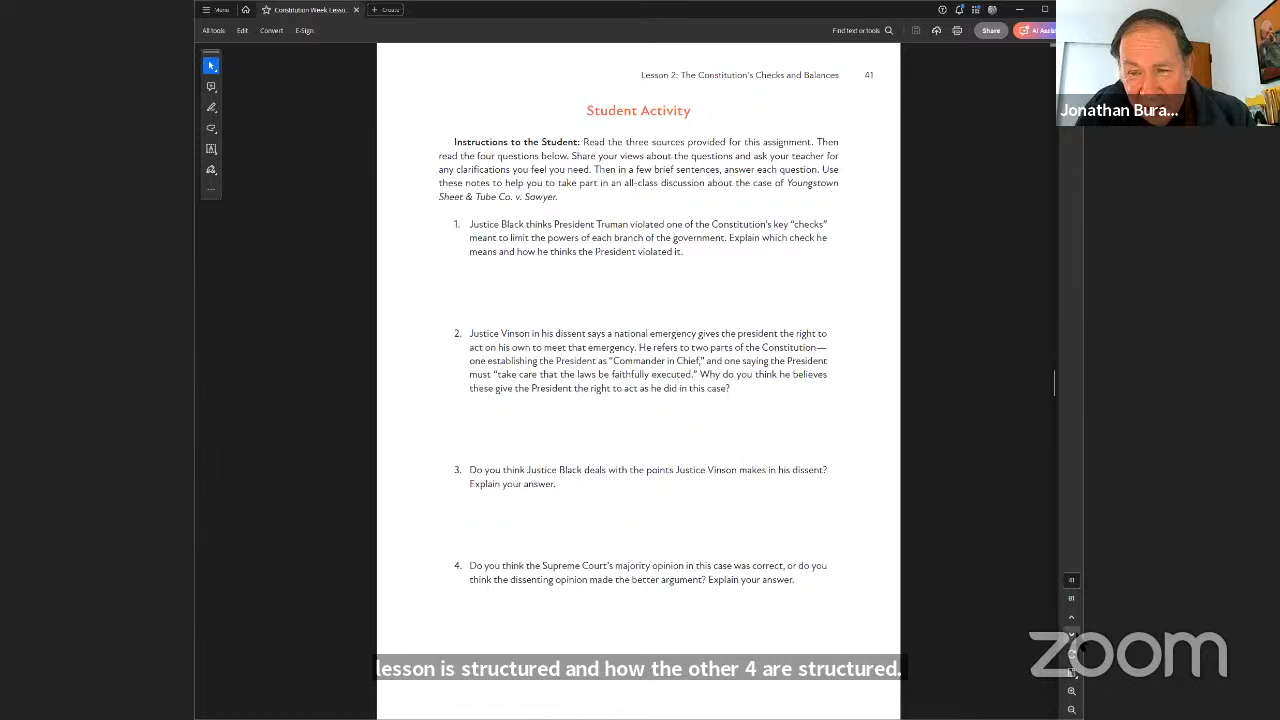 Menu
Constitution Week Lesso...
Create
All tools
Edit
Convert
E-Sign
Find text or tools
Share
AI Assis
Lesson 2: The Constitution's Checks and Balances 41
Student Activity
Instructions to the Student: Read the three sources provided for this assignment. Then
read the four questions below. Share your views about the questions and ask your teacher for
any clarifications you feel you need. Then in a few brief sentences, answer each question. Use
these notes to help you to take part in an all-class discussion about the case of Youngstown
Sheet & Tube Co. v. Sawyer.
1. Justice Black thinks President Truman violated one of the Constitution's key “checks”
meant to limit the powers of each branch of the government. Explain which check he
means and how he thinks the President violated it.
2. Justice Vinson in his dissent says a national emergency gives the president the right to
act on his own to meet that emergency. He refers to two parts of the Constitution—
one establishing the President as “Commander in Chief,” and one saying the President
must “take care that the laws be faithfully executed.” Why do you think he believes
these give the President the right to act as he did in this case?
3. Do you think Justice Black deals with the points Justice Vinson makes in his dissent?
Explain your answer.
4. Do you think the Supreme Court's majority opinion in this case was correct, or do you
think the dissenting opinion made the better argument? Explain your answer.
Jonathan Bura...
41
81
zoom
lesson is structured and how the other 4 are structured.